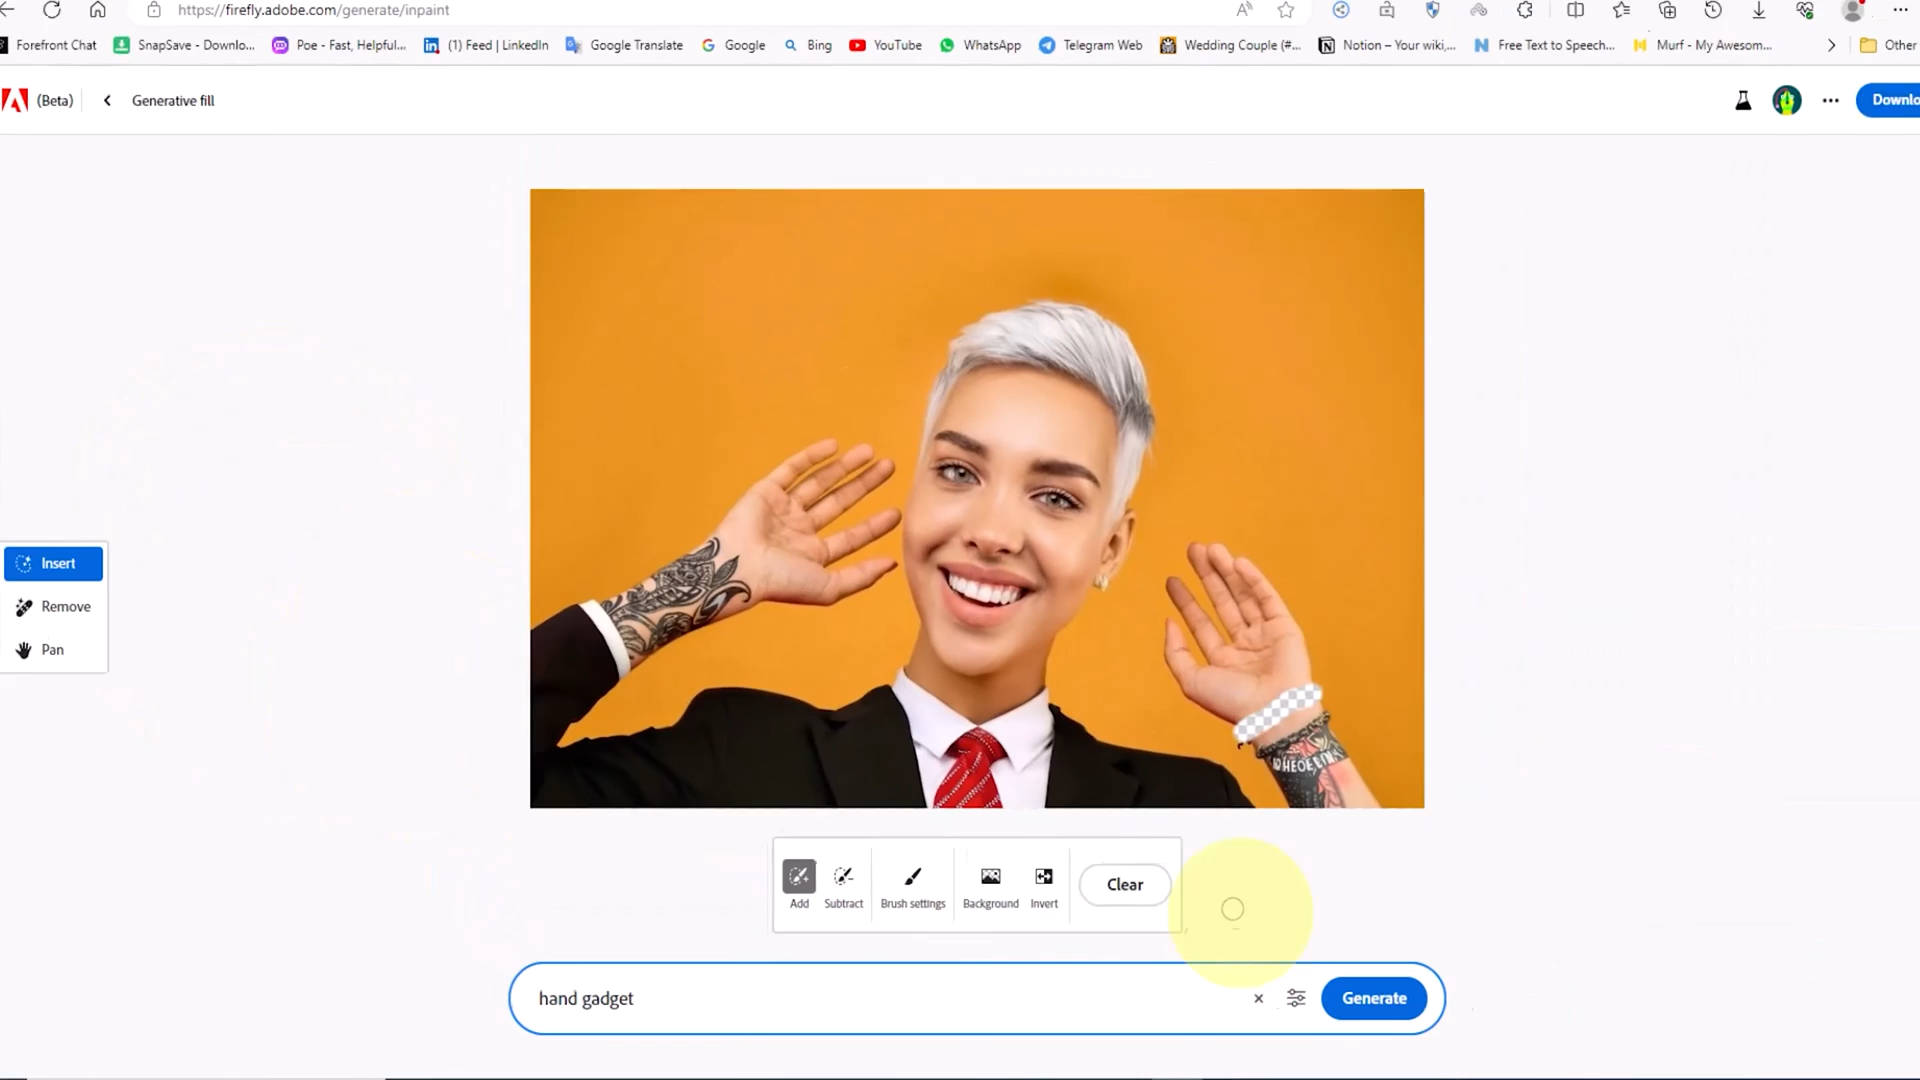 https://firefly.adobe.com/generate/inpaint
Forefront Chat
SnapSave - Downlo...
Poe - Fast, Helpful...
(1) Feed | LinkedIn
Google Translate
Google
Bing
YouTube
WhatsApp
Telegram Web
Wedding Couple (#...
Notion – Your wiki,...
Free Text to Speech...
Murf - My Awesom...
Other
(Beta)
Generative fill
Downlo
Insert
Remove
Pan
Add
Subtract
Brush settings
Background
Invert
Clear
hand gadget
Generate